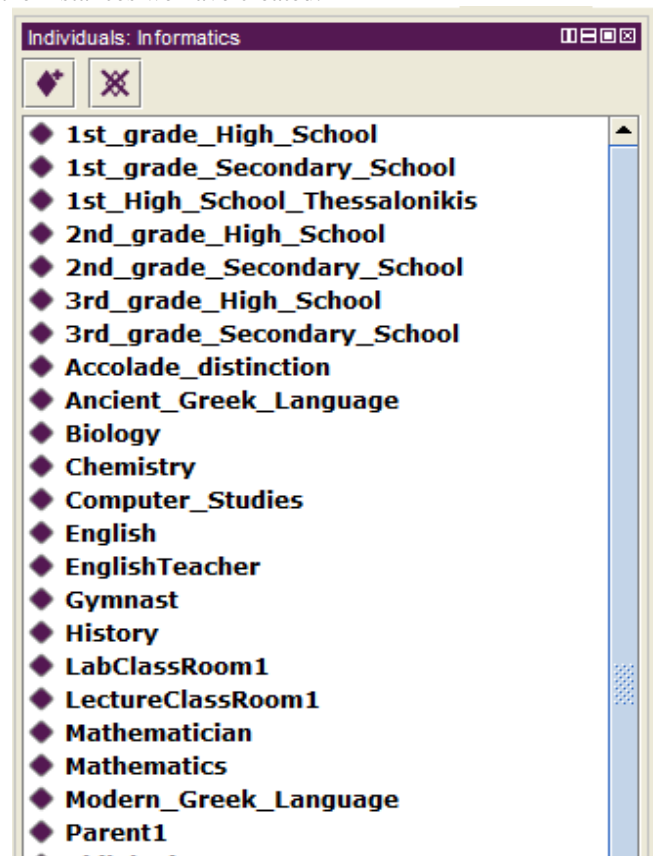 Individuals: Informatics
1st_grade_High_School
1st_grade_Secondary_School
1st_High_School_Thessalonikis
2nd_grade_High_School
2nd_grade_Secondary_School
3rd_grade_High_School
3rd_grade_Secondary_School
Accolade_distinction
Ancient_Greek_Language
Biology
Chemistry
Computer_Studies
English
EnglishTeacher
Gymnast
History
LabClassRoom1
LectureClassRoom1
Mathematician
Mathematics
Modern_Greek_Language
Parent1